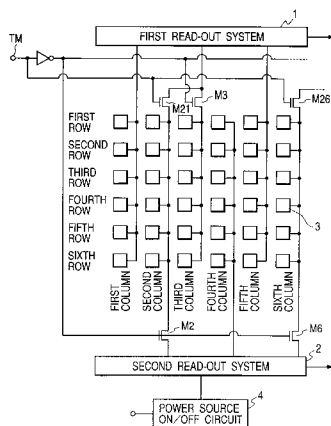 1
FIRST READ-OUT SYSTEM
TM
M3
M21
M26
FIRST ROW
SECOND ROW
THIRD ROW
FOURTH ROW
FIFTH ROW
SIXTH ROW
3
FIRST COLUMN
SECOND COLUMN
THIRD COLUMN
FOURTH COLUMN
FIFTH COLUMN
SIXTH COLUMN
M2
M6
2
SECOND READ-OUT SYSTEM
4
POWER SOURCE
ON/OFF CIRCUIT